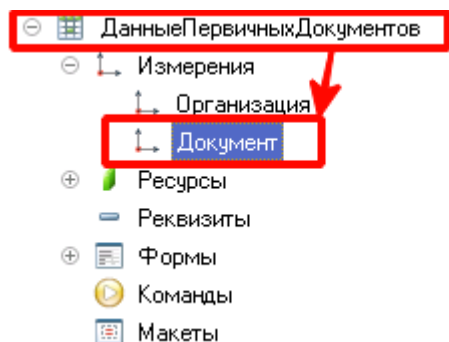 ДанныеПервичныхДокументов
Измерения
Организация
Документ
Ресурсы
Реквизиты
Формы
Команды
Макеты